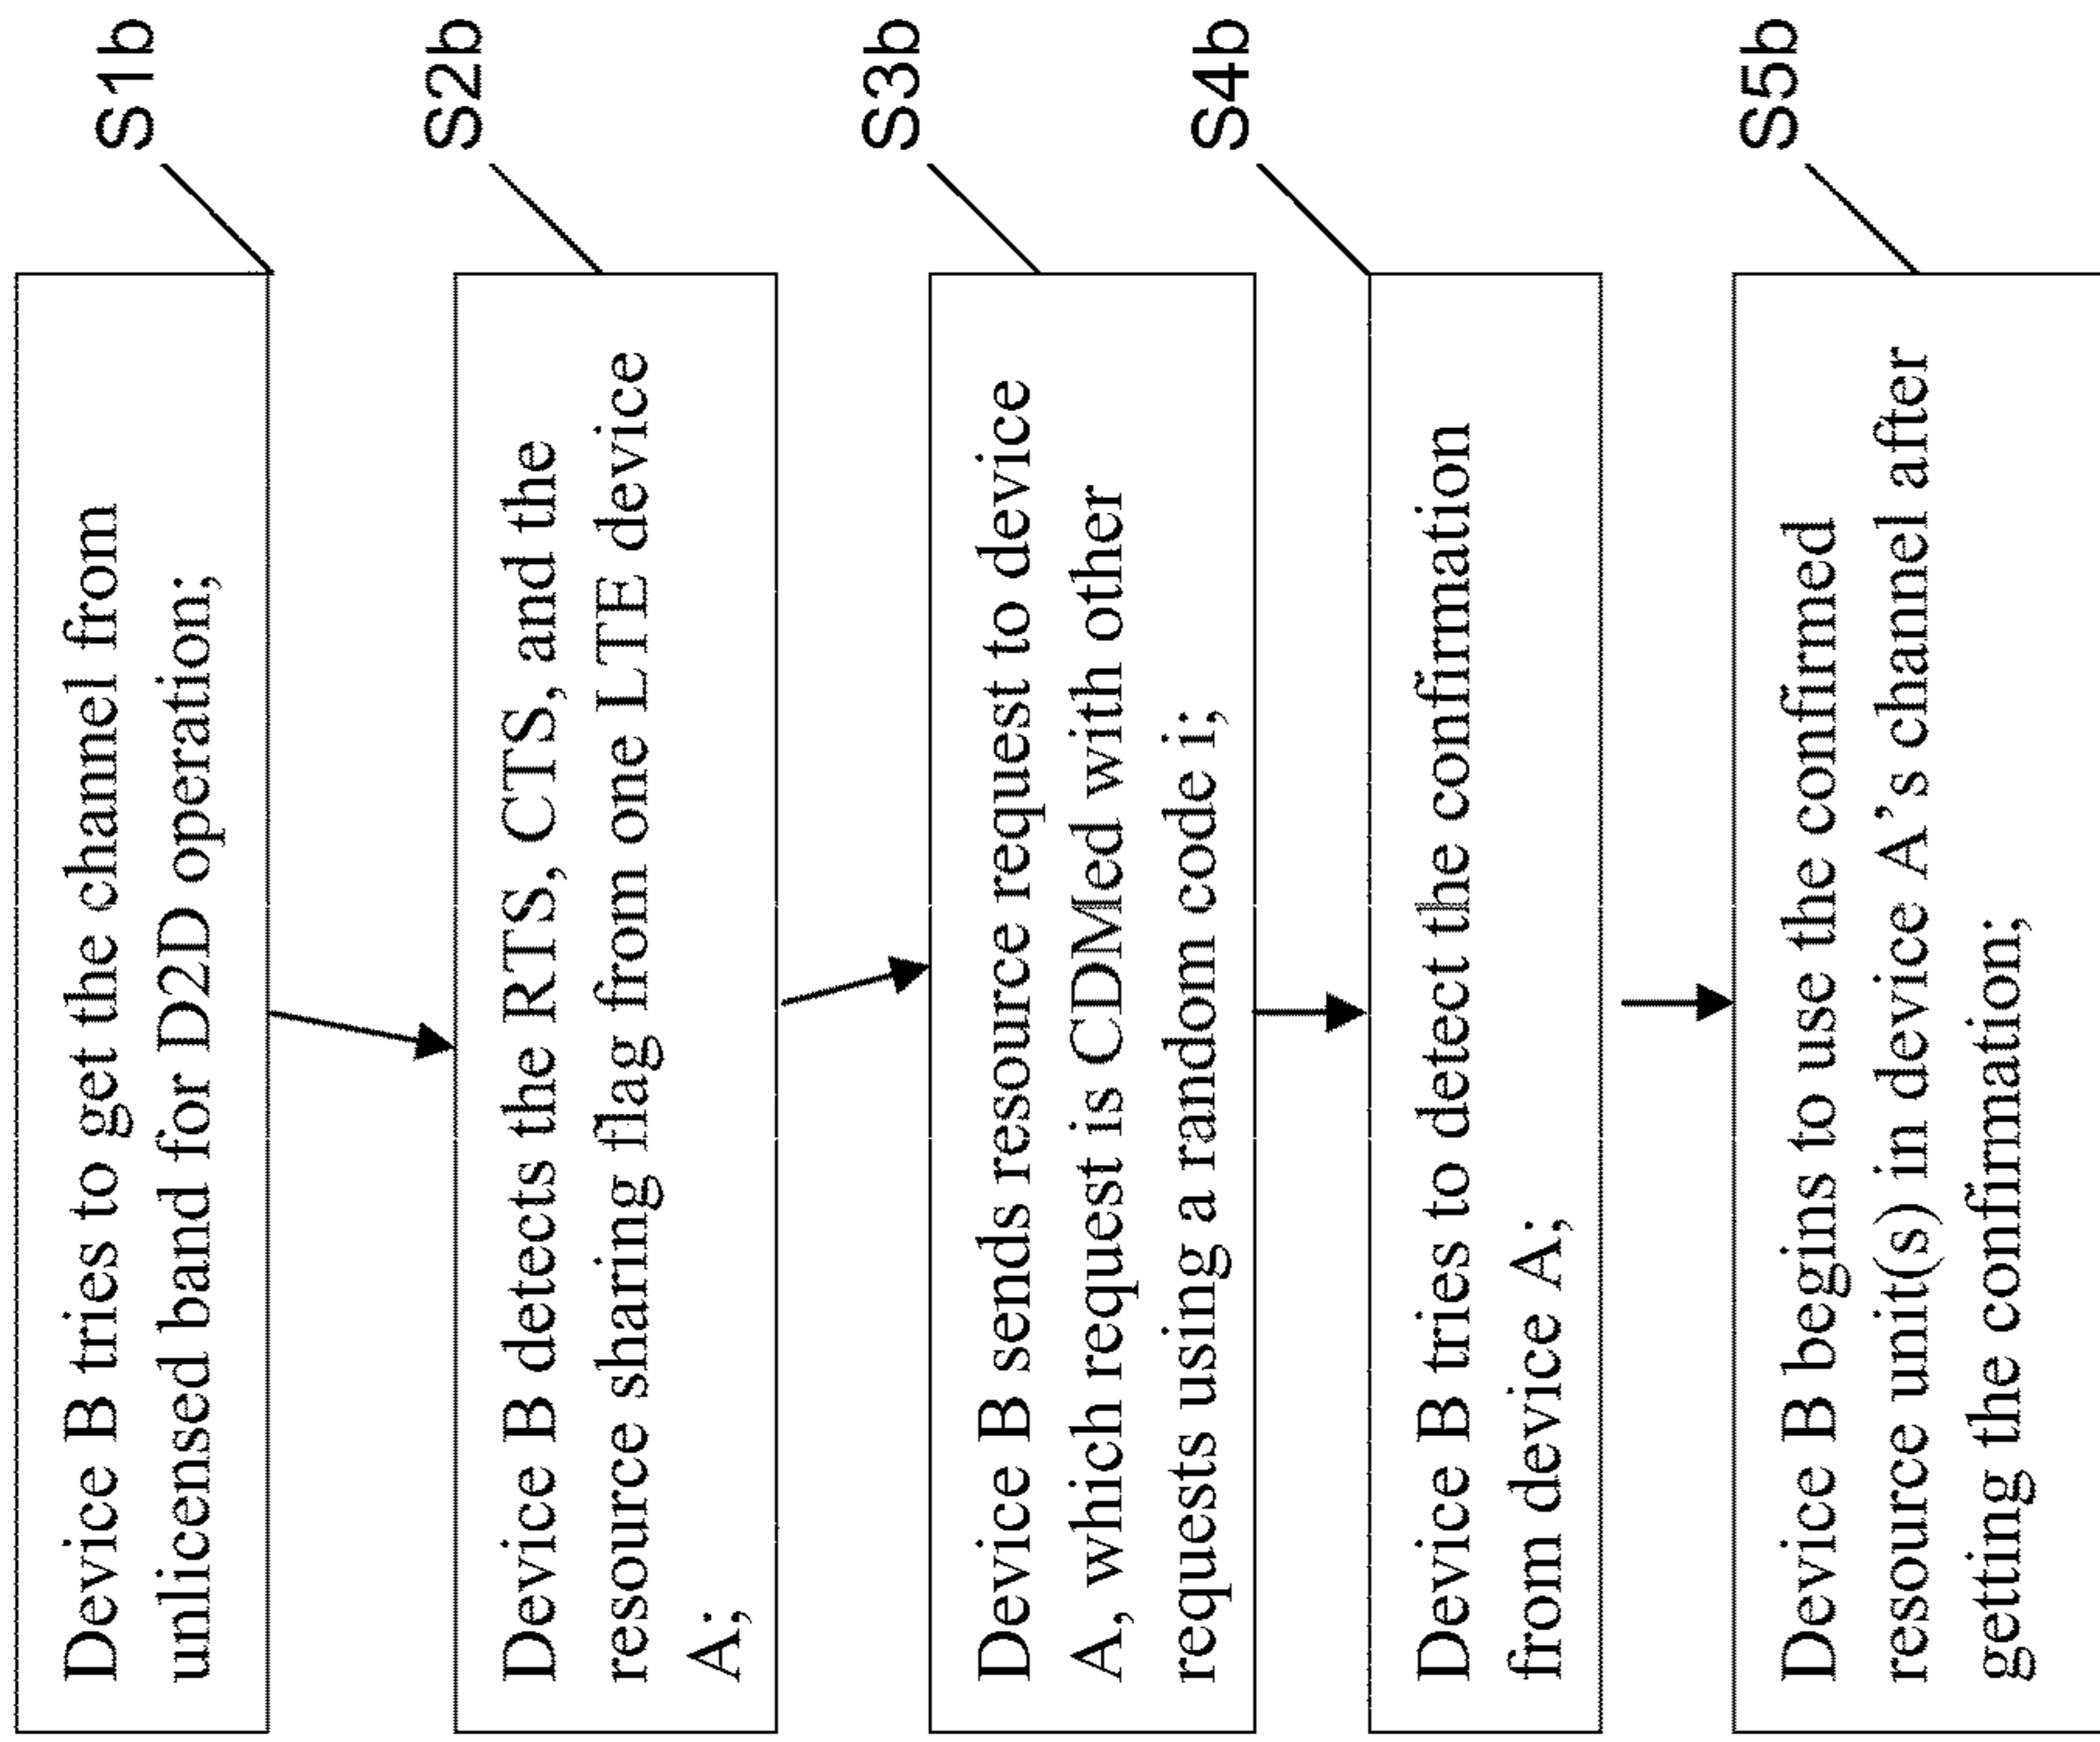 S1b
Device B tries to get the channel from
unlicensed band for D2D operation;
S2b
Device B detects the RTS, CTS, and the
resource sharing flag from one LTE device
A;
S3b
Device B sends resource request to device
A, which request is CDMed with other
requests using a random code i;
S4b
Device B tries to detect the confirmation
from device A;
S5b
Device B begins to use the confirmed
resource unit(s) in device A’s channel after
getting the confirmation;